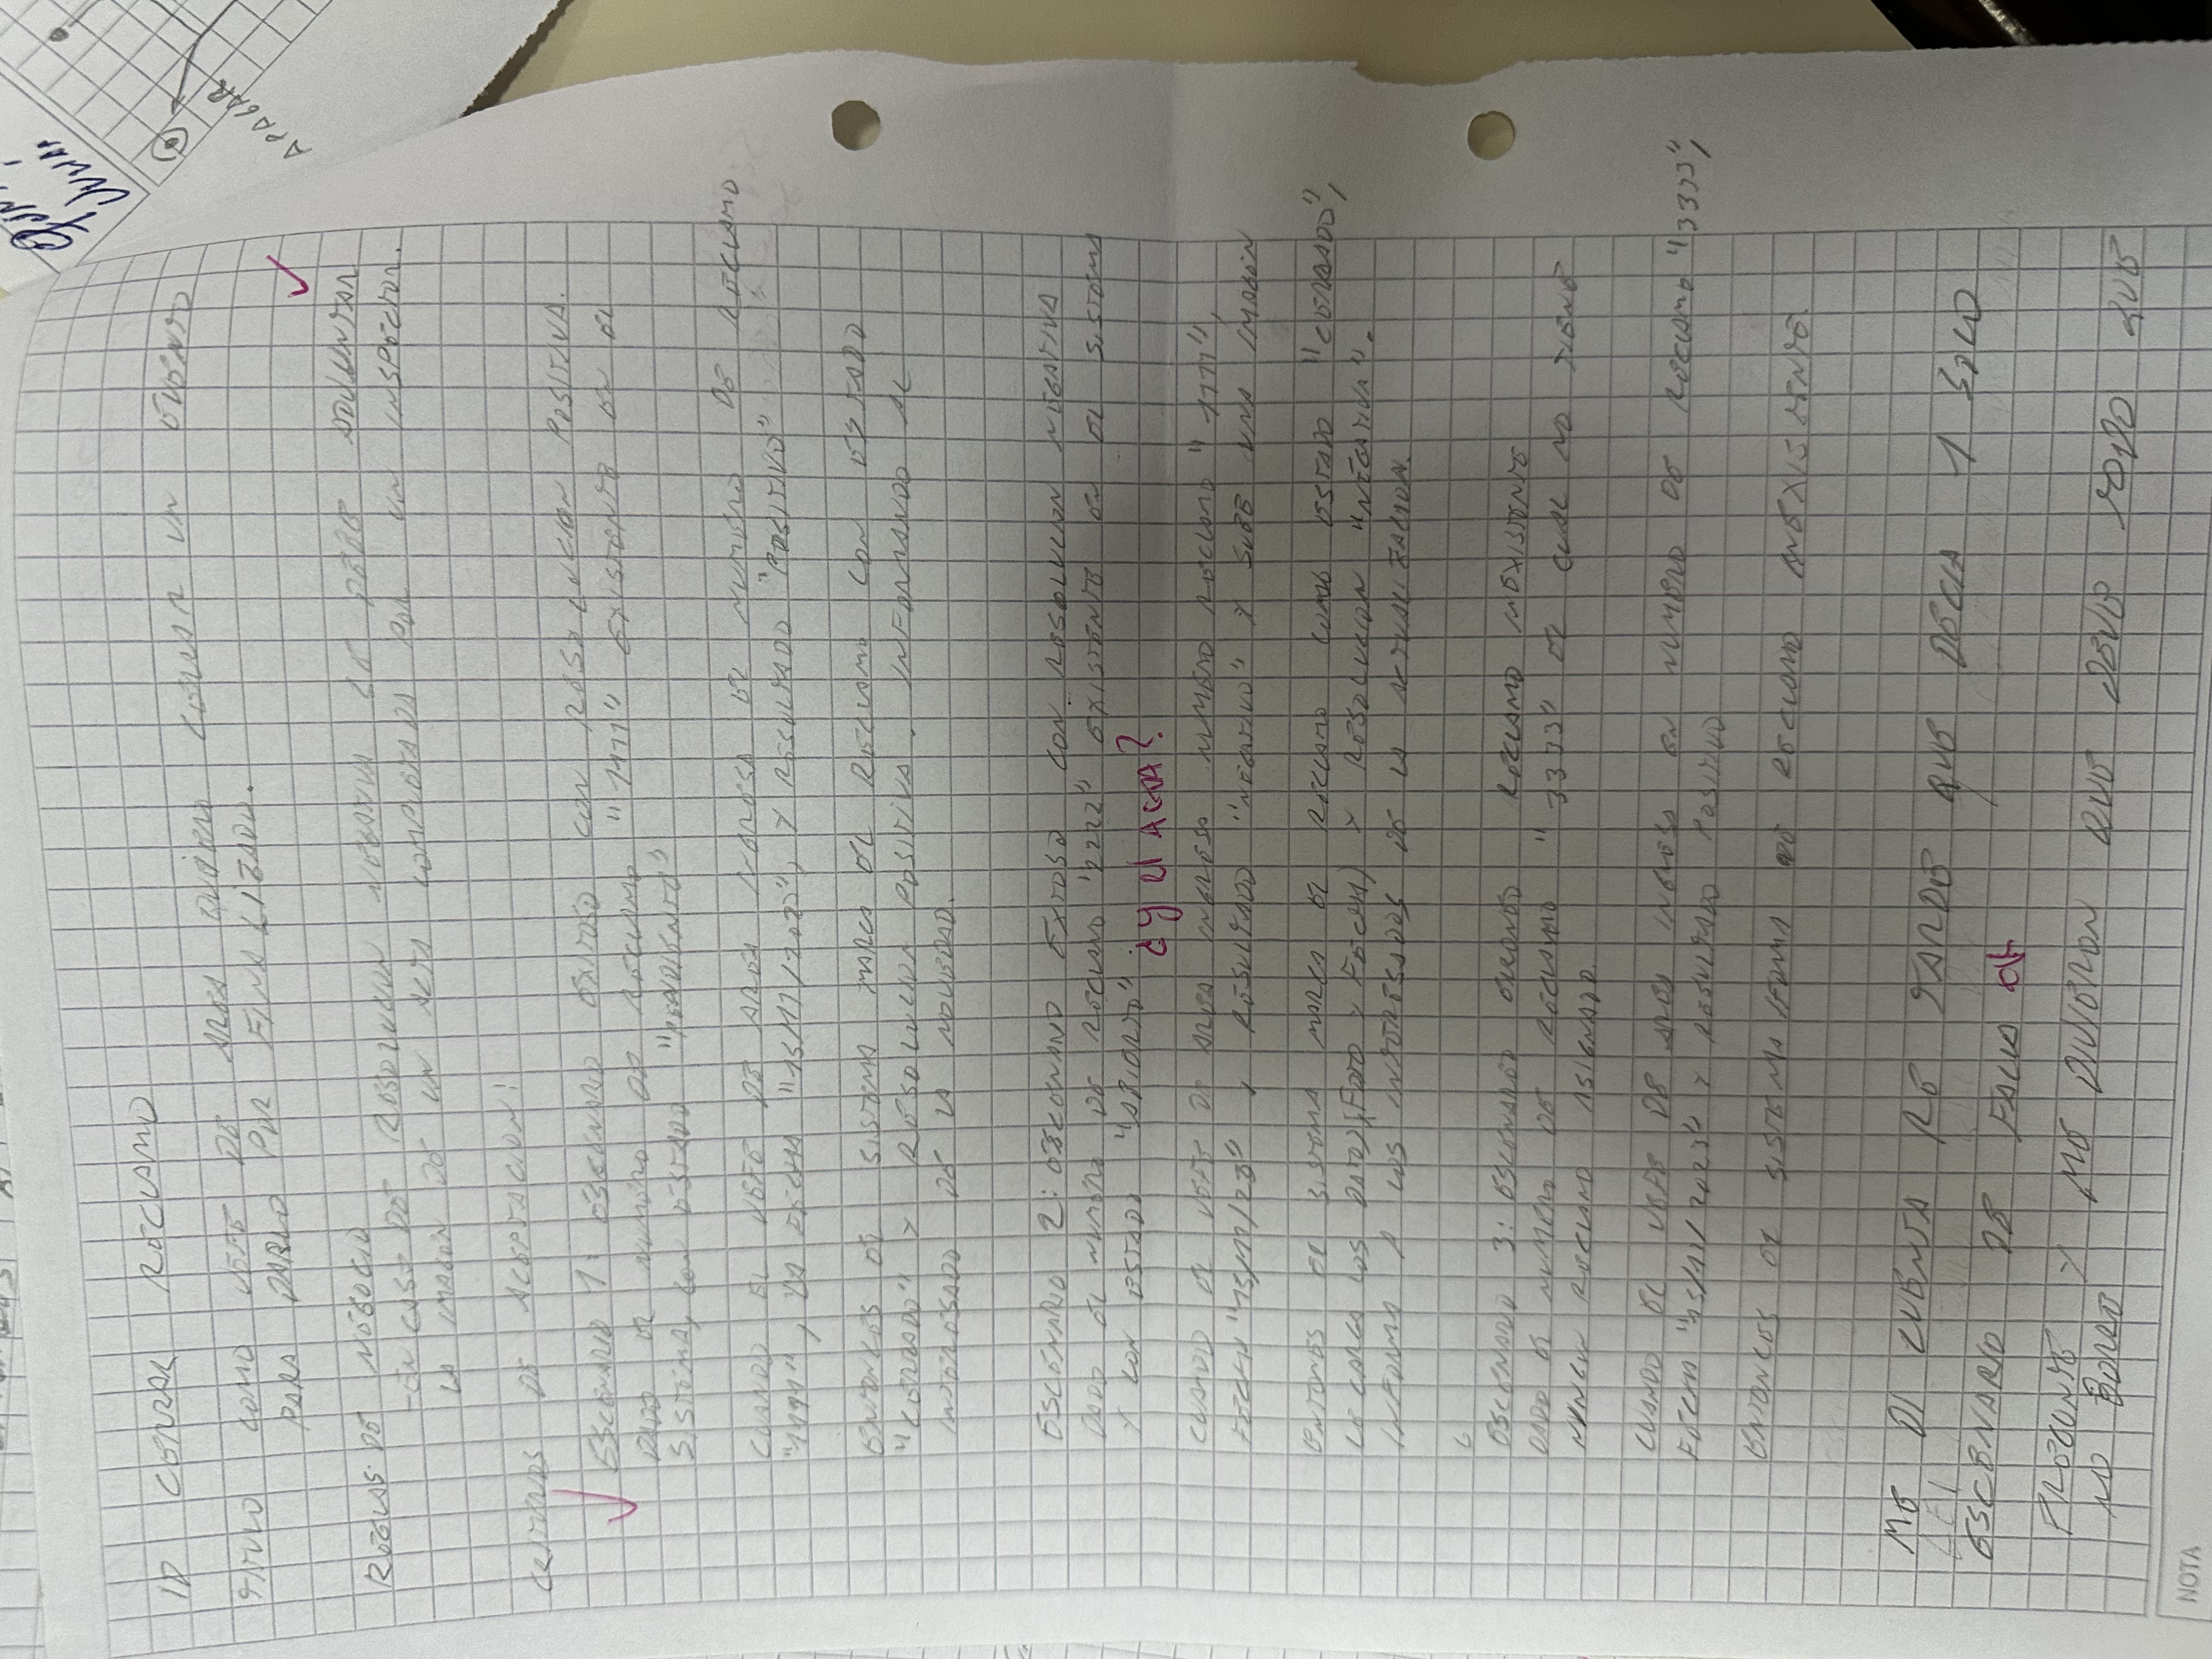 ID CERRAR RECLAMO
TITULO COMO JEFE DE AREA QUIERO CERRAR UN EVENTO
PARA DARLO POR FINALIZADO.
REGLAS DE NEGOCIO
-EN CASO DE RESOLUCION NEGATIVA SE DEBE ADJUNTAR
LA IMAGEN DE UN ACTA COMPLETADA POR UN INSPECTOR.
CRITERIOS DE ACEPTACION:
ESCENARIO 1: ESCENARIO EXITOSO CON RESOLUCION POSITIVA.
DADO EL NUMERO DE RECLAMO "1111" EXISTENTE EN EL
SISTEMA, CON ESTADO "PENDIENTE"
CUANDO EL JEFE DE AREA INGRESA EL NUMERO DE RECLAMO
"1111", LA FECHA "15/11/2023", Y RESULTADO "POSITIVO"
ENTONCES EL SISTEMA MARCA EL RECLAMO CON ESTADO
"CERRADO" Y RESOLUCION POSITIVA. INFORMANDO AL
INTERESADO DE LA NOVEDAD.
ESCENARIO 2: ESCENARIO EXITOSO CON RESOLUCION NEGATIVA
DADO EL NUMERO DE RECLAMO "2222" EXISTENTE EN EL SISTEMA
Y CON ESTADO "ABIERTO"
¿y el ACTA?
CUANDO EL JEFE DE AREA INGRESA NUMERO RECLAMO "1111",
FECHA "15/11/23", RESULTADO "NEGATIVO" Y SUBE UNA IMAGEN
ENTONES EL SISTEMA MARCA EL RECLAMO COMO ESTADO "CERRADO",
LE CARGA LOS DATOS (FOTO Y FECHA) Y RESOLUCION "NEGATIVA".
INFORMA A LOS INTERESADOS DE LA ACTUALIZACION.
ESCENARIO 3: ESCENARIO ERRONEO RECLAMO INEXISTENTE
DADO EL NUMERO DE RECLAMO "3333" EL CUAL NO TIENE
NINGUN RECLAMO ASIGNADO.
CUANDO EL JEFE DE AREA INGRESA EN NUMERO DE RECLAMO "3333",
FECHA "15/11/2023" Y RESULTADO POSITIVO
ENTONCES EL SISTEMA IFORMA DE RECLAMO INEXISTENTE.
ME DI CUENTA RE TARDE QUE DECIA 1 SOLO
ESCENARIO DE FALLA OK
PREGUNTE Y ME DIJERON QUE DEJE TODO QUE
NO BORRE
NOTA
APAGAR